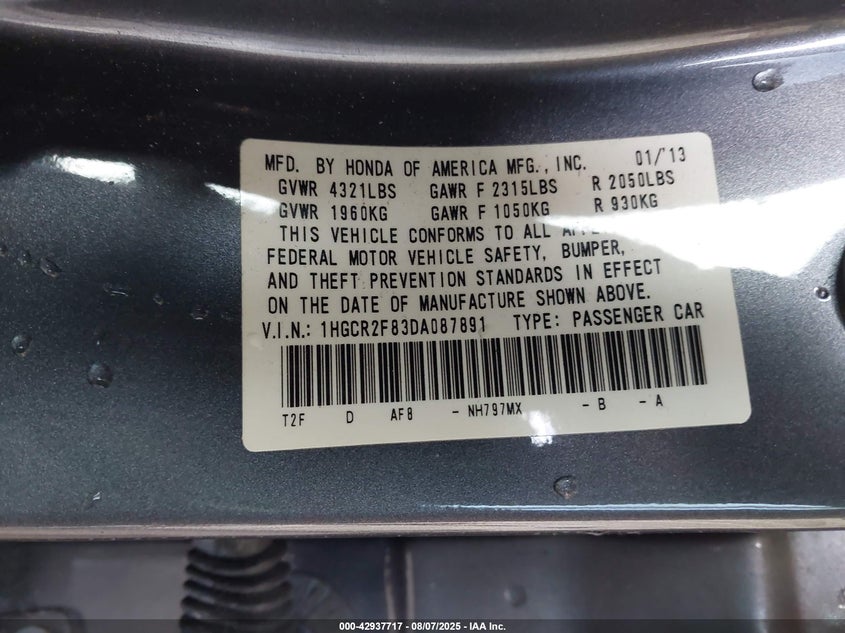 MFD. BY HONDA OF AMERICA MFG., INC. 01/'13
GVWR 4321LBS GAWR F 2315LBS R 2050LBS
GVWR 1960KG GAWR F 1050KG R 930KG
THIS VEHICLE CONFORMS TO ALL
FEDERAL MOTOR VEHICLE SAFETY, BUMPER,
AND THEFT PREVENTION STANDARDS IN EFFECT
ON THE DATE OF MANUFACTURE SHOWN ABOVE.
V.I.N.: 1HGCR2F83DA087891 TYPE: PASSENGER CAR
T2F D AF8 - NH797MX - B - A
000-42937717 - 08/07/2025 - IAA Inc.